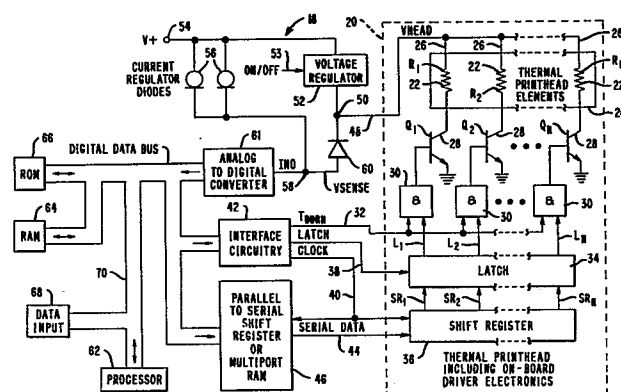 18
20
V+
54
53
ON/OFF
56
CURRENT
REGULATOR
DIODES
VOLTAGE
REGULATOR
52
50
48
VHEAD
26
26
26
R1
22
R2
22
22
THERMAL
PRINTHEAD
ELEMENTS
24
Q1
28
Q2
28
QN
28
60
61
DIGITAL DATA BUS
ANALOG
TO DIGITAL
CONVERTER
INO
58
VSENSE
66
ROM
64
RAM
42
INTERFACE
CIRCUITRY
TBURN
32
LATCH
CLOCK
38
40
&
30
&
30
&
30
L1
L2
LN
LATCH
34
SR1
SR2
SRN
70
68
DATA
INPUT
62
PROCESSOR
PARALLEL
TO SERIAL
SHIFT
REGISTER
OR
MULTIPORT
RAM
46
SERIAL DATA
44
SHIFT REGISTER
36
THERMAL PRINTHEAD
INCLUDING ON-BOARD
DRIVER ELECTRONICS